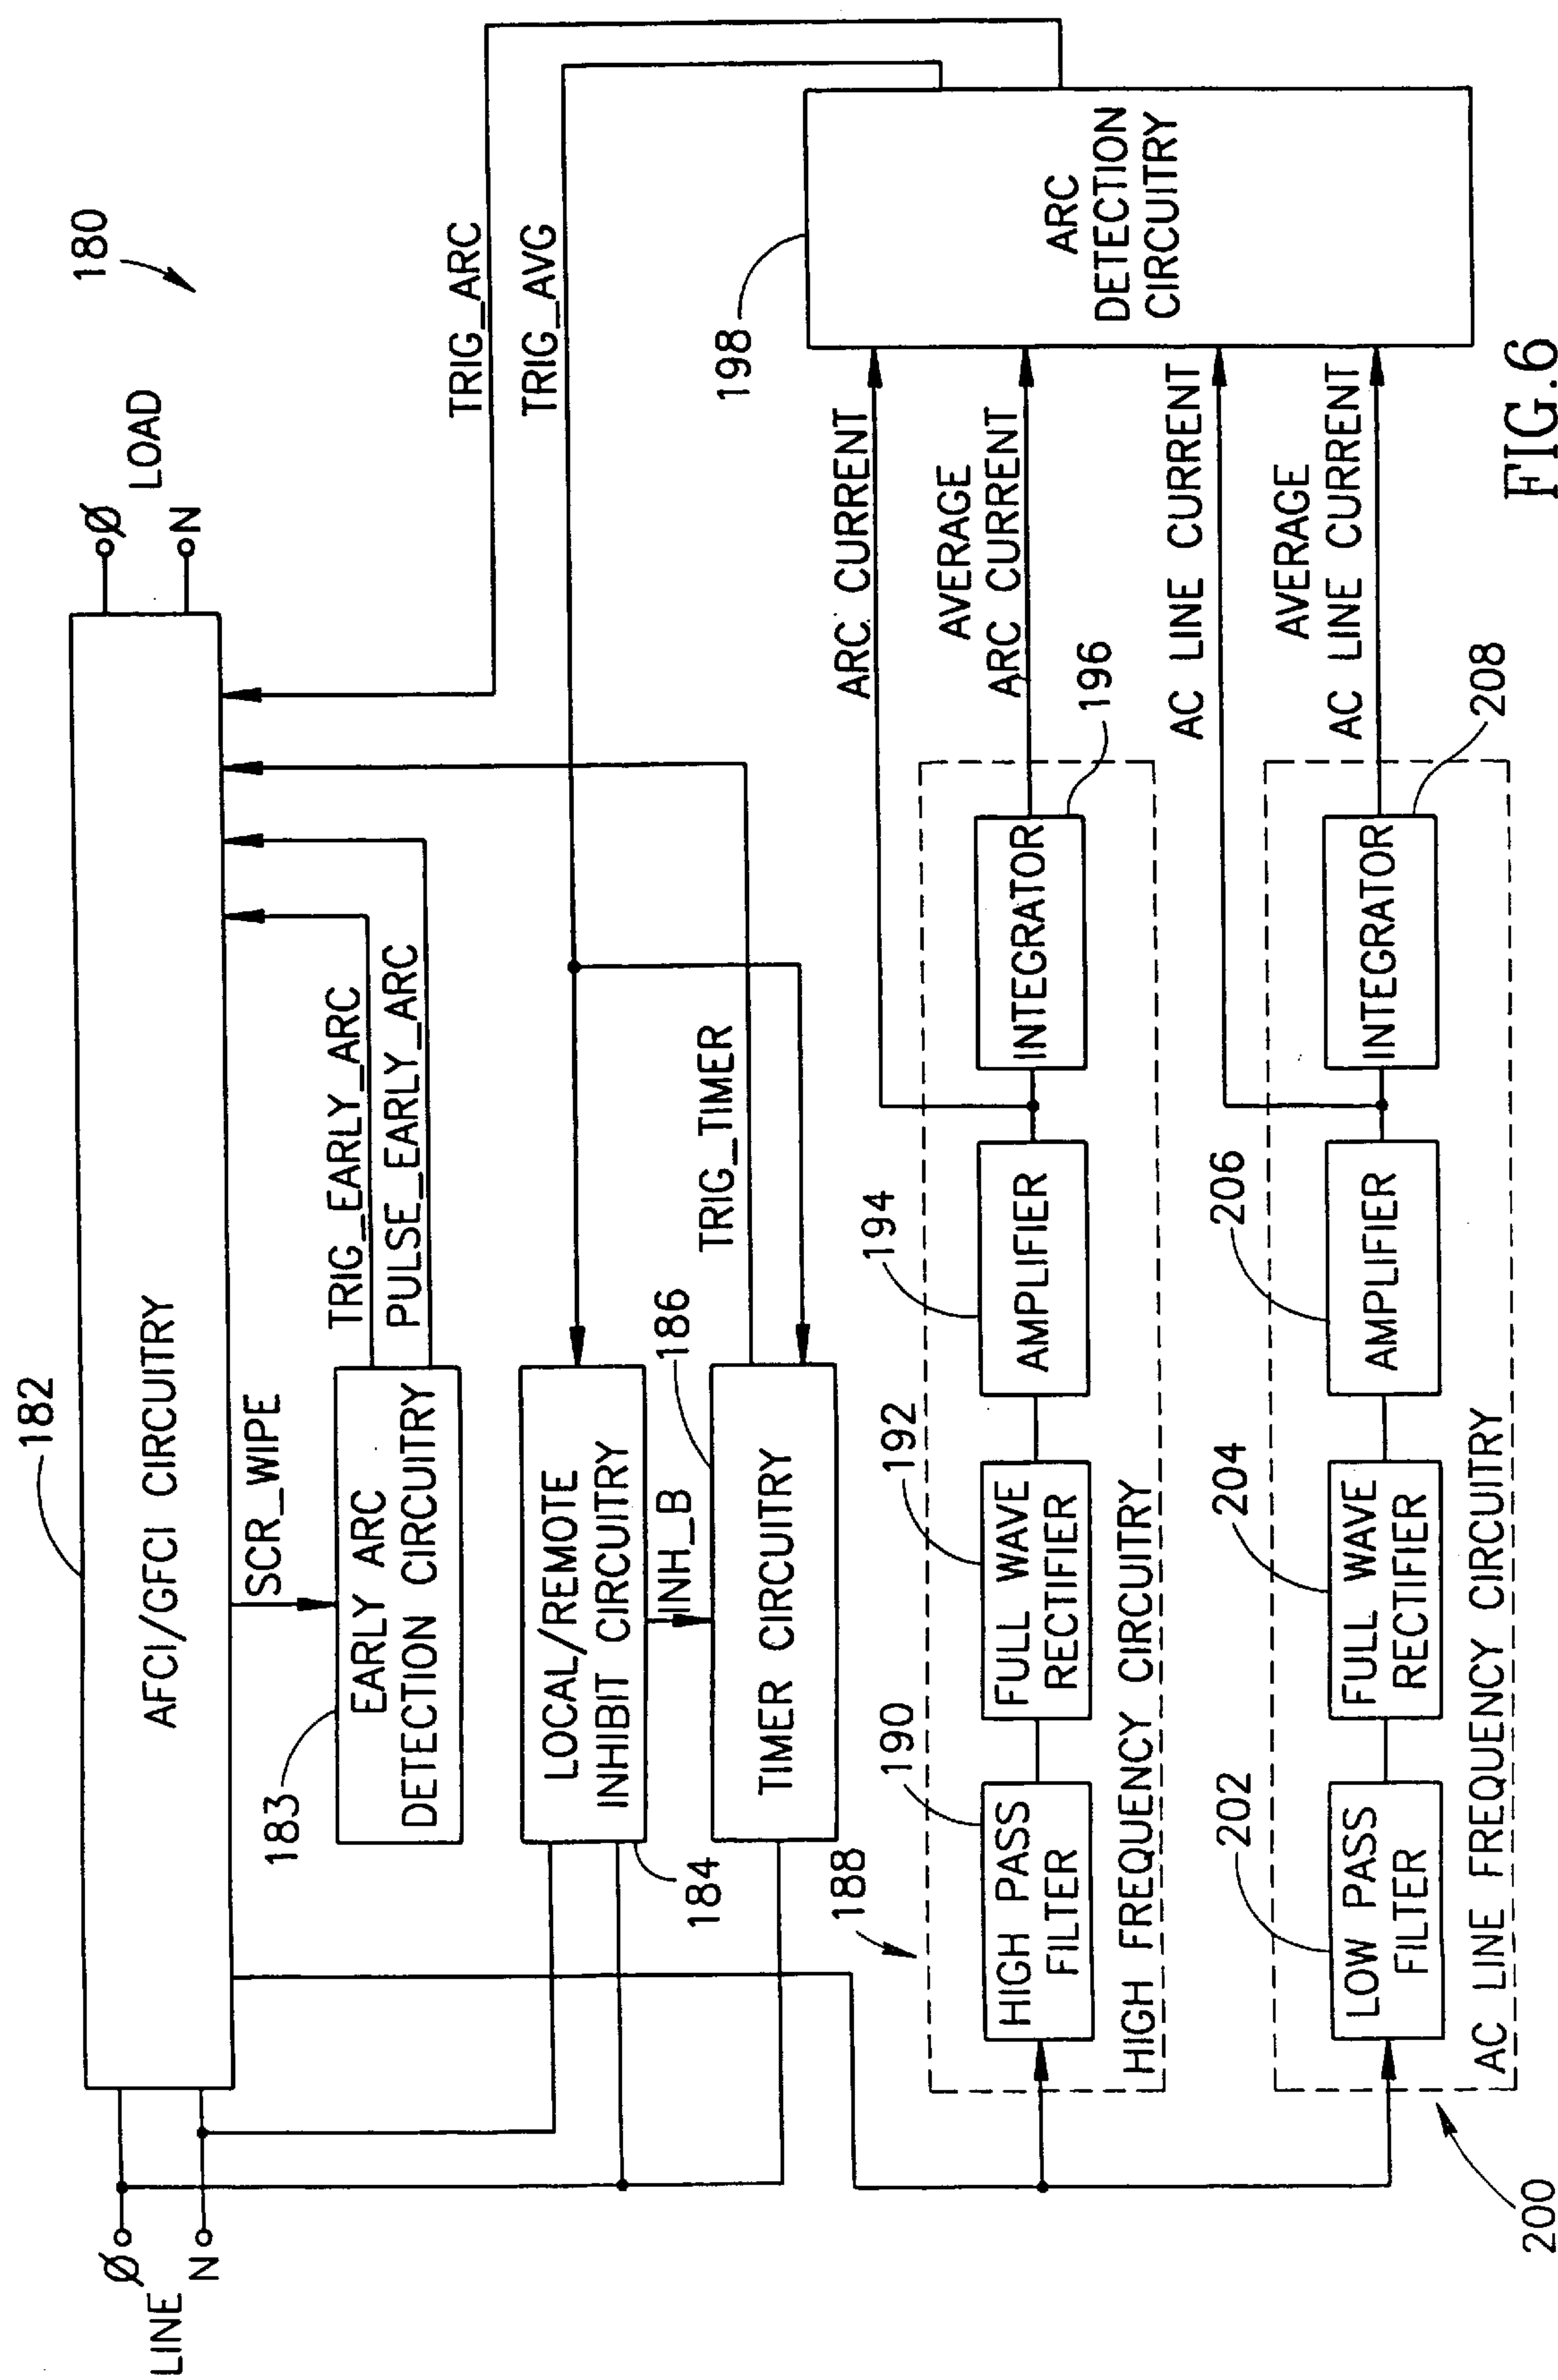 180
182
AFCI/GFCI CIRCUITRY
LINE
Ø
N
Ø
N
LOAD
SCR_WIPE
TRIG_EARLY_ARC
PULSE_EARLY_ARC
TRIG_ARC
TRIG_AVG
183
EARLY ARC
DETECTION CIRCUITRY
LOCAL/REMOTE
INHIBIT CIRCUITRY
184
INH_B
186
TRIG_TIMER
TIMER CIRCUITRY
188
190
HIGH PASS
FILTER
192
FULL WAVE
RECTIFIER
194
AMPLIFIER
INTEGRATOR
196
HIGH FREQUENCY CIRCUITRY
ARC CURRENT
AVERAGE
ARC CURRENT
AC LINE CURRENT
AVERAGE
AC LINE CURRENT
198
ARC
DETECTION
CIRCUITRY
200
202
LOW PASS
FILTER
204
FULL WAVE
RECTIFIER
206
AMPLIFIER
INTEGRATOR
208
AC LINE FREQUENCY CIRCUITRY
FIG.6